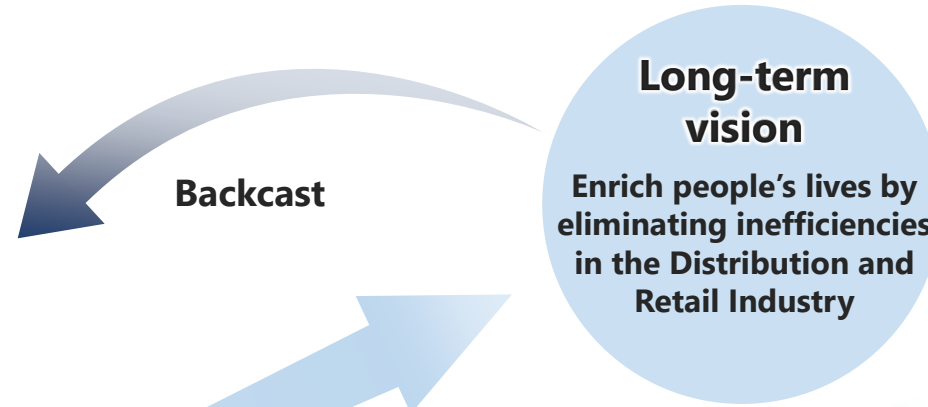 Long-term
vision
Backcast
Enrich people's lives by
eliminating inefficiencies
in the Distribution and
Retail Industry